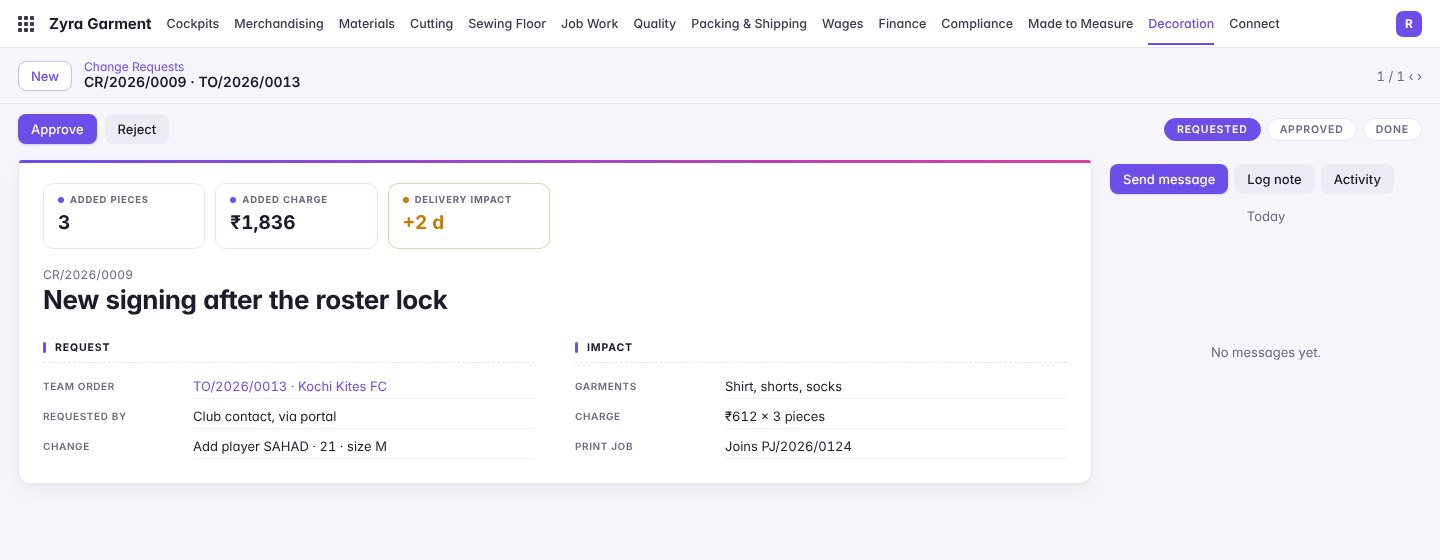 Zyra Garment Cockpits Merchandising Materials Cutting Sewing Floor Job Work Quality Packing & Shipping Wages Finance Compliance Made to Measure Decoration Connect R
New
Change Requests
CR/2026/0009 · TO/2026/0013
1 / 1 ‹ ›
Approve Reject
REQUESTED APPROVED DONE
ADDED PIECES
3
ADDED CHARGE
₹1,836
DELIVERY IMPACT
+2 d
CR/2026/0009
New signing after the roster lock
REQUEST
TEAM ORDER TO/2026/0013 · Kochi Kites FC
REQUESTED BY Club contact, via portal
CHANGE Add player SAHAD · 21 · size M
IMPACT
GARMENTS Shirt, shorts, socks
CHARGE ₹612 × 3 pieces
PRINT JOB Joins PJ/2026/0124
Send message Log note Activity
Today
No messages yet.